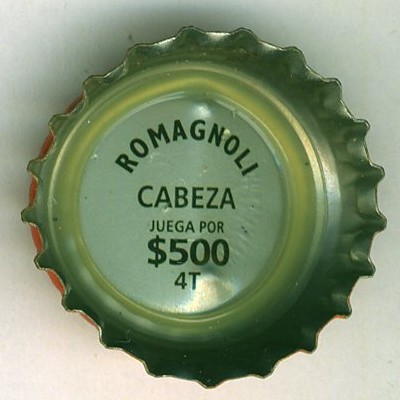 ROMAGNOLI
CABEZA
JUEGA POR
$500
4T